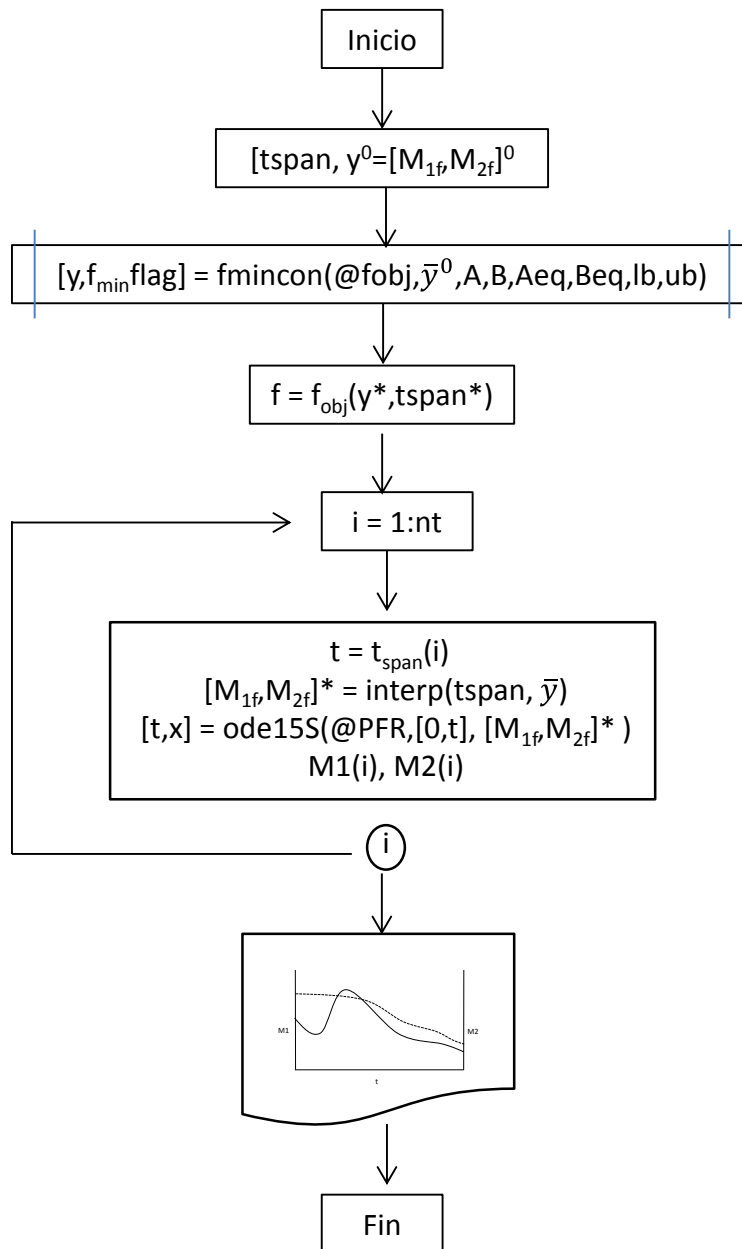 Inicio
[tspan, y⁰=[M₁f,M₂f]⁰
[y,fₘᵢₙflag] = fmincon(@fobj,ȳ⁰,A,B,Aeq,Beq,lb,ub)
f = fobj(y*,tspan*)
i = 1:nt
t = tspan(i)
[M₁f,M₂f]* = interp(tspan, ȳ)
[t,x] = ode15S(@PFR,[0,t], [M₁f,M₂f]* )
M1(i), M2(i)
i
M1
M2
t
Fin